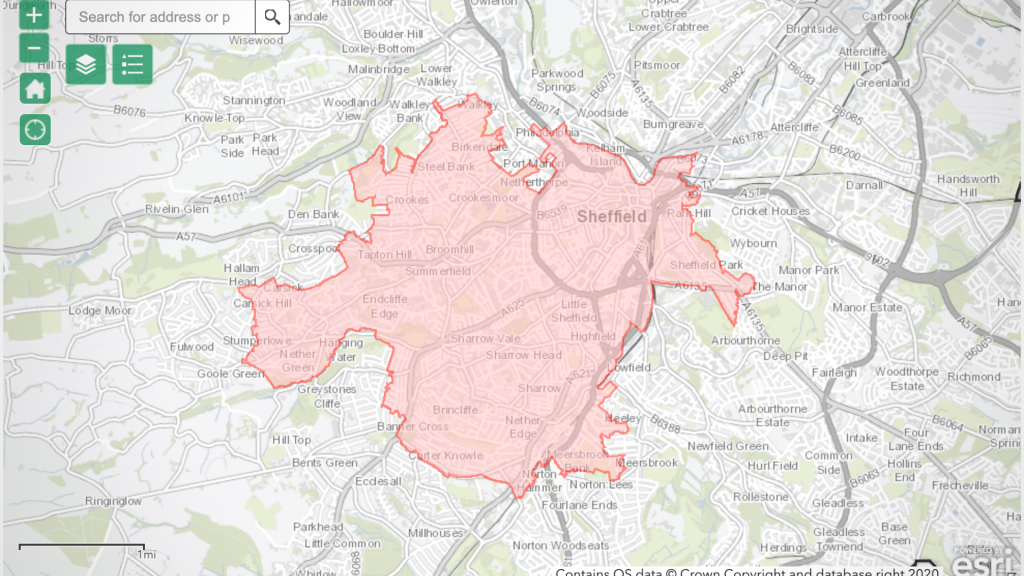 Hallowmoor
Owlerton
Upper
Crabtree
Lower Crabtree
Carbrook
Search for address or p
Brightside
Boulder Hill
Storrs
Wisewood
Loxley Bottom
Attercliffe
Hill Top
Malinbridge
Lower
Walkley
Pitsmoor
B6082
B6083
Greenland
Parkwood
Springs
B6075
A6135
Stannington
Woodland
View
Walkley
Bank
Walkley
B6074
Woodside
B6085
B6076
Knowle Top
Burngreave
Attercliffe
Philadelphia
A6178
Park
Side
Park
Head
Birkendale
Kelham
Island
B6200
Steel Bank
Port Mahon
B6073
Netherthorpe
Darnall
Handsworth
Hill
A6101
Crookes
Crookesmoor
A57
Rivelin Glen
Den Bank
B6539
Sheffield
Park Hill
Cricket Houses
A57
Crosspool
Broomhill
A61
Wybourn
Tapton Hill
Summerfield
Sheffield Park
Manor Park
Hallam
Head
Carsick
Carsick Hill
The Manor
Lodge Moor
Endcliffe
Edge
A625
Little
Sheffield
A6135
Manor Estate
A57
Fulwood
Stumperlowe
Hanging
Water
Sharrow Vale
Highfield
Arbourthorne
B6065
Nether
Green
Sharrow Head
Deep Pit
Goole Green
Lowfield
Fairleigh
Woodthorpe
Estate
Richmond
Greystones
Cliffe
Sharrow
A621
Brincliffe
Arbourthorne
Estate
Banner Cross
Nether
Edge
Heeley
B6388
B6064
Hill Top
Newfield Green
Intake
Four
Lane Ends
Carter Knowle
Meersbrook
Bank
Meersbrook
Hurl Field
Common
Side
Hollins
End
Bents Green
Norton
Hammer
B6063
Ecclesall
Norton Lees
Frecheville
Ringinglow
Fourlane Ends
Rollestone
Gleadless
Parkhead
Millhouses
Gleadless
Townend
Base
Green
Little Common
Norton Woodseats
Herdings
1mi
Whirlow
POWERED BY
esri
Contains OS data © Crown Copyright and database right 2020